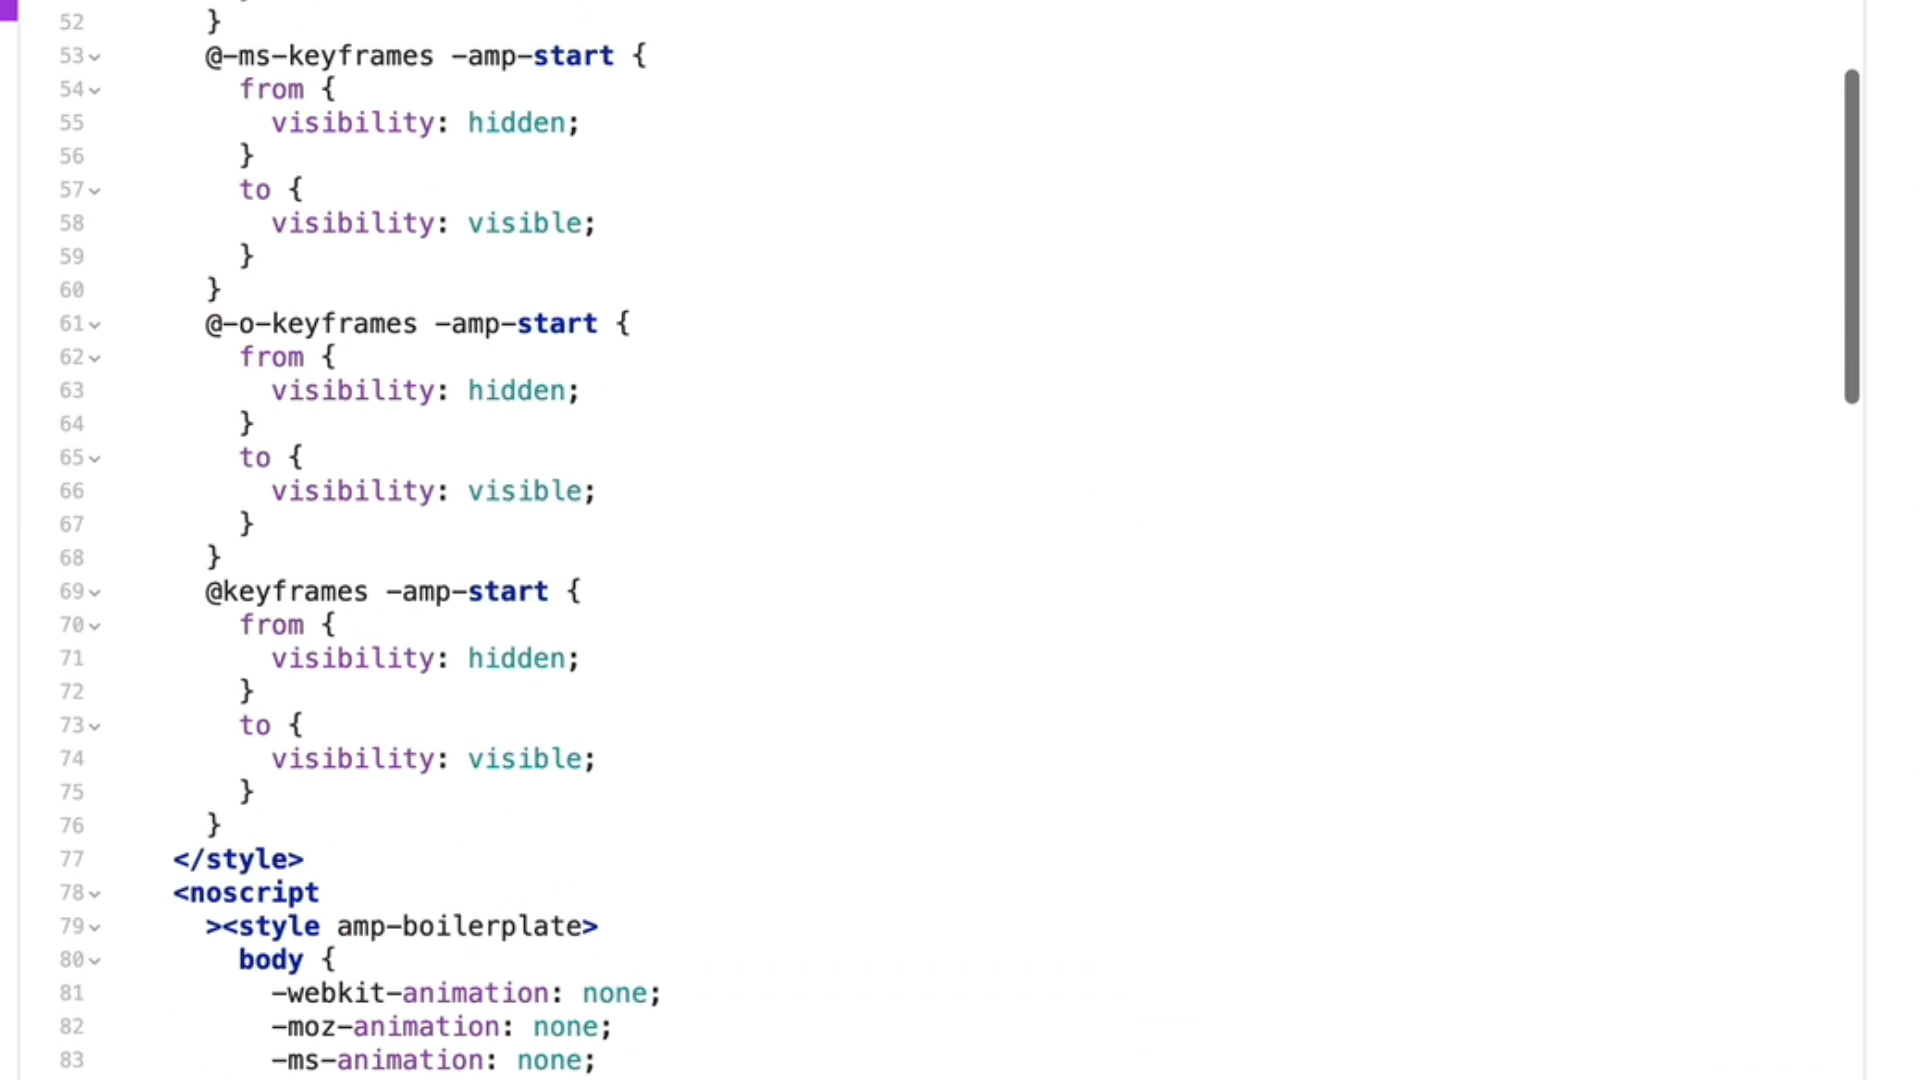 52 }
53 @-ms-keyframes -amp-start {
54 from {
55 visibility: hidden;
56 }
57 to {
58 visibility: visible;
59 }
60 }
61 @-o-keyframes -amp-start {
62 from {
63 visibility: hidden;
64 }
65 to {
66 visibility: visible;
67 }
68 }
69 @keyframes -amp-start {
70 from {
71 visibility: hidden;
72 }
73 to {
74 visibility: visible;
75 }
76 }
77 </style>
78 <noscript
79 ><style amp-boilerplate>
80 body {
81 -webkit-animation: none;
82 -moz-animation: none;
83 -ms-animation: none;